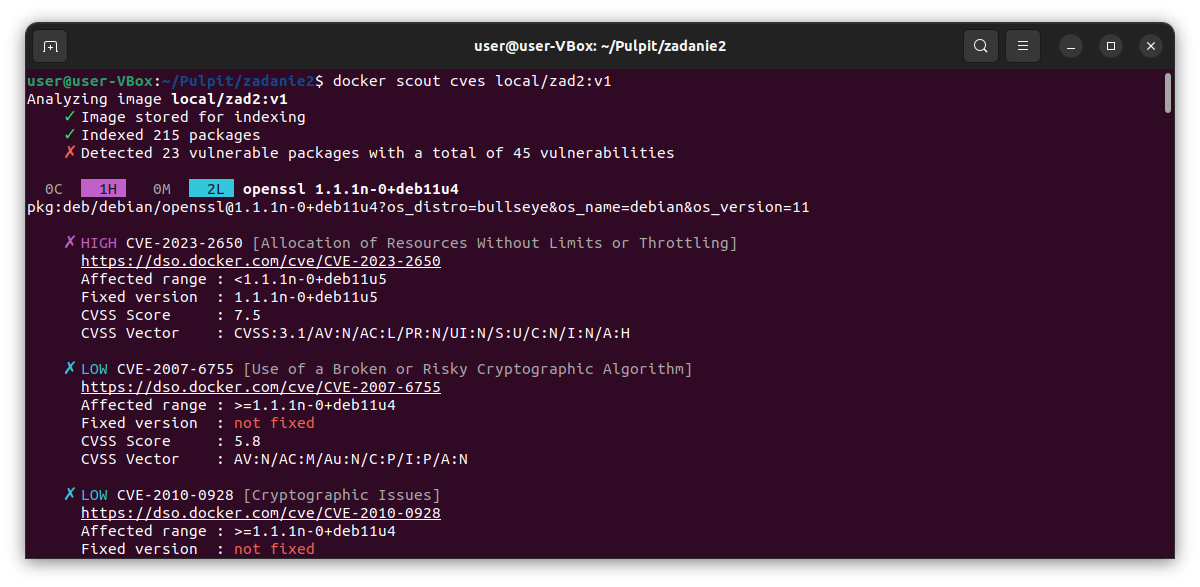 user@user-VBox: ~/Pulpit/zadanie2
user@user-VBox:~/Pulpit/zadanie2$ docker scout cves local/zad2:v1
Analyzing image local/zad2:v1
✓ Image stored for indexing
✓ Indexed 215 packages
✗ Detected 23 vulnerable packages with a total of 45 vulnerabilities
0C 1H 0M 2L openssl 1.1.1n-0+deb11u4
pkg:deb/debian/openssl@1.1.1n-0+deb11u4?os_distro=bullseye&os_name=debian&os_version=11
✗ HIGH CVE-2023-2650 [Allocation of Resources Without Limits or Throttling]
https://dso.docker.com/cve/CVE-2023-2650
Affected range : <1.1.1n-0+deb11u5
Fixed version : 1.1.1n-0+deb11u5
CVSS Score : 7.5
CVSS Vector : CVSS:3.1/AV:N/AC:L/PR:N/UI:N/S:U/C:N/I:N/A:H
✗ LOW CVE-2007-6755 [Use of a Broken or Risky Cryptographic Algorithm]
https://dso.docker.com/cve/CVE-2007-6755
Affected range : >=1.1.1n-0+deb11u4
Fixed version : not fixed
CVSS Score : 5.8
CVSS Vector : AV:N/AC:M/Au:N/C:P/I:P/A:N
✗ LOW CVE-2010-0928 [Cryptographic Issues]
https://dso.docker.com/cve/CVE-2010-0928
Affected range : >=1.1.1n-0+deb11u4
Fixed version : not fixed